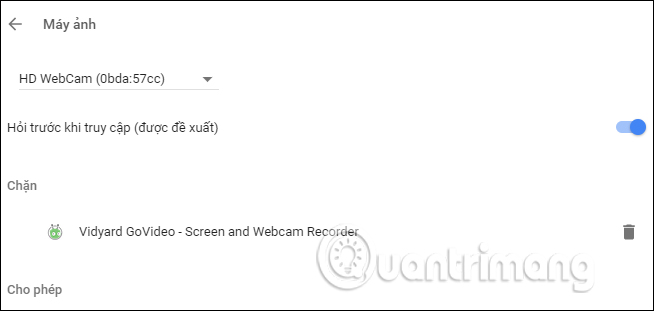 Máy ảnh
HD WebCam (0bda:57cc)
Hỏi trước khi truy cập (được đề xuất)
Chặn
Vidyard GoVideo - Screen and Webcam Recorder
Quantrimang
Cho phép